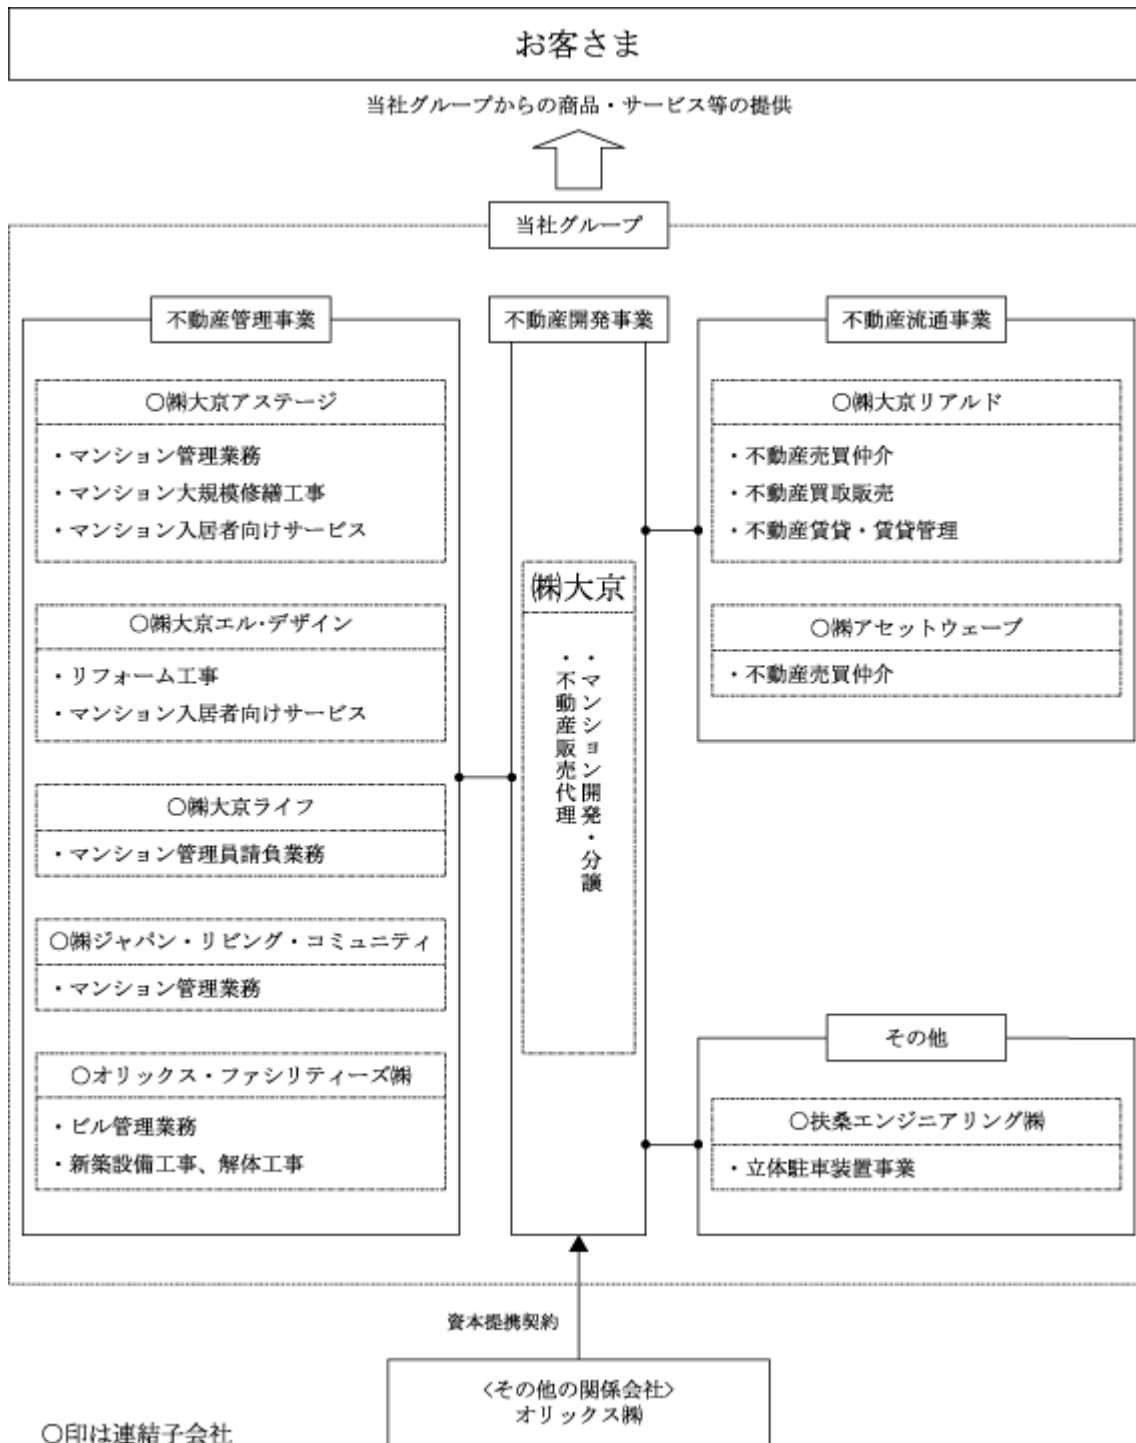 お客さま
当社グループからの商品・サービス等の提供
当社グループ
不動産管理事業
○㈱大京アステージ
・マンション管理業務
・マンション大規模修繕工事
・マンション入居者向けサービス
○㈱大京エル・デザイン
・リフォーム工事
・マンション入居者向けサービス
○㈱大京ライフ
・マンション管理員請負業務
○㈱ジャパン・リビング・コミュニティ
・マンション管理業務
○オリックス・ファシリティーズ㈱
・ビル管理業務
・新築設備工事、解体工事
不動産開発事業
㈱大京
・マンション開発・分譲
・不動産販売代理
不動産流通事業
○㈱大京リアルド
・不動産売買仲介
・不動産買取販売
・不動産賃貸・賃貸管理
○㈱アセットウェーブ
・不動産売買仲介
その他
○扶桑エンジニアリング㈱
・立体駐車装置事業
資本提携契約
<その他の関係会社>
オリックス㈱
○印は連結子会社